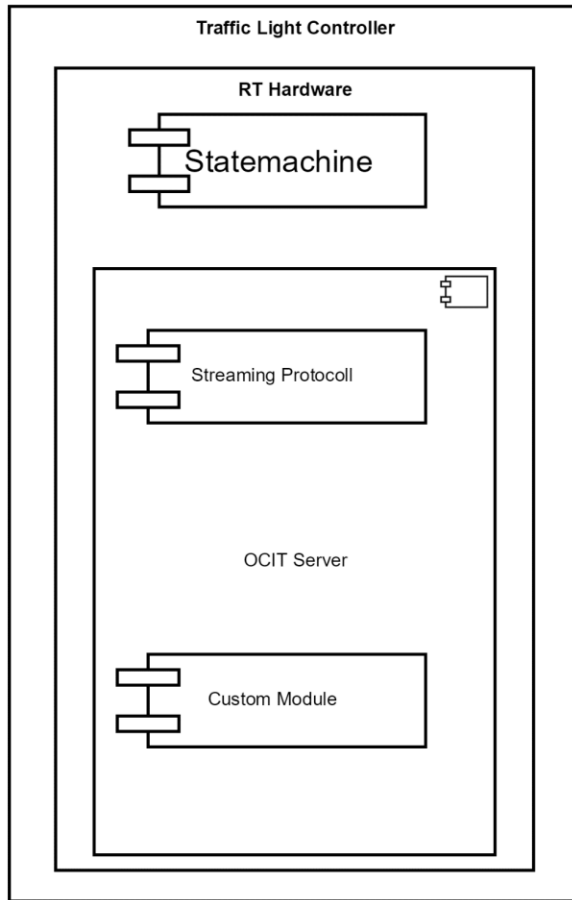 Traffic Light Controller
RT Hardware
Statemachine
Streaming Protocoll
OCIT Server
Custom Module